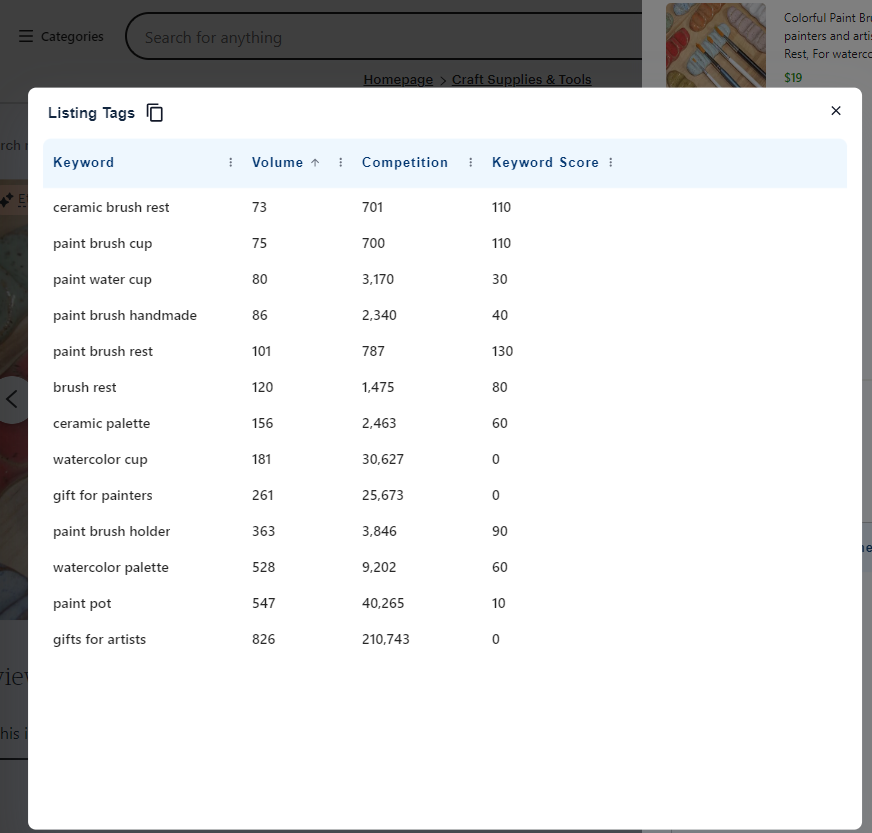 Categories
Search for anything
Colorful Paint Br
painters and arti
Rest, For waterco
$19
Homepage > Craft Supplies & Tools
Listing Tags
Keyword Volume ↑ Competition Keyword Score
ceramic brush rest 73 701 110
paint brush cup 75 700 110
paint water cup 80 3,170 30
paint brush handmade 86 2,340 40
paint brush rest 101 787 130
brush rest 120 1,475 80
ceramic palette 156 2,463 60
watercolor cup 181 30,627 0
gift for painters 261 25,673 0
paint brush holder 363 3,846 90
watercolor palette 528 9,202 60
paint pot 547 40,265 10
gifts for artists 826 210,743 0
his i